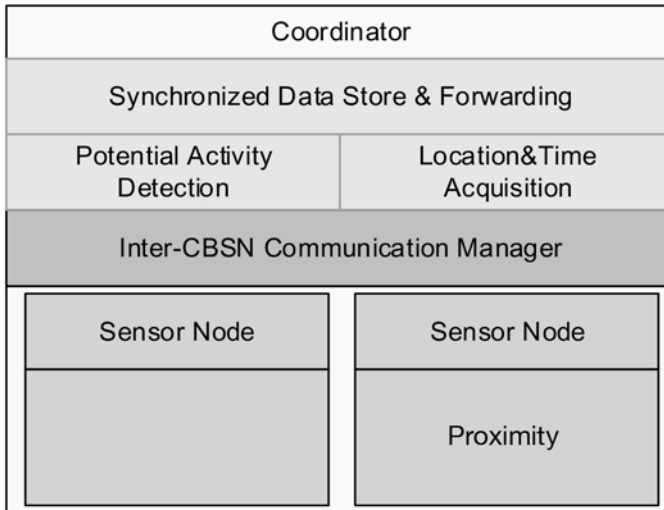 Coordinator
Synchronized Data Store & Forwarding
Potential Activity
Detection
Location&Time
Acquisition
Inter-CBSN Communication Manager
Sensor Node
Sensor Node
Proximity